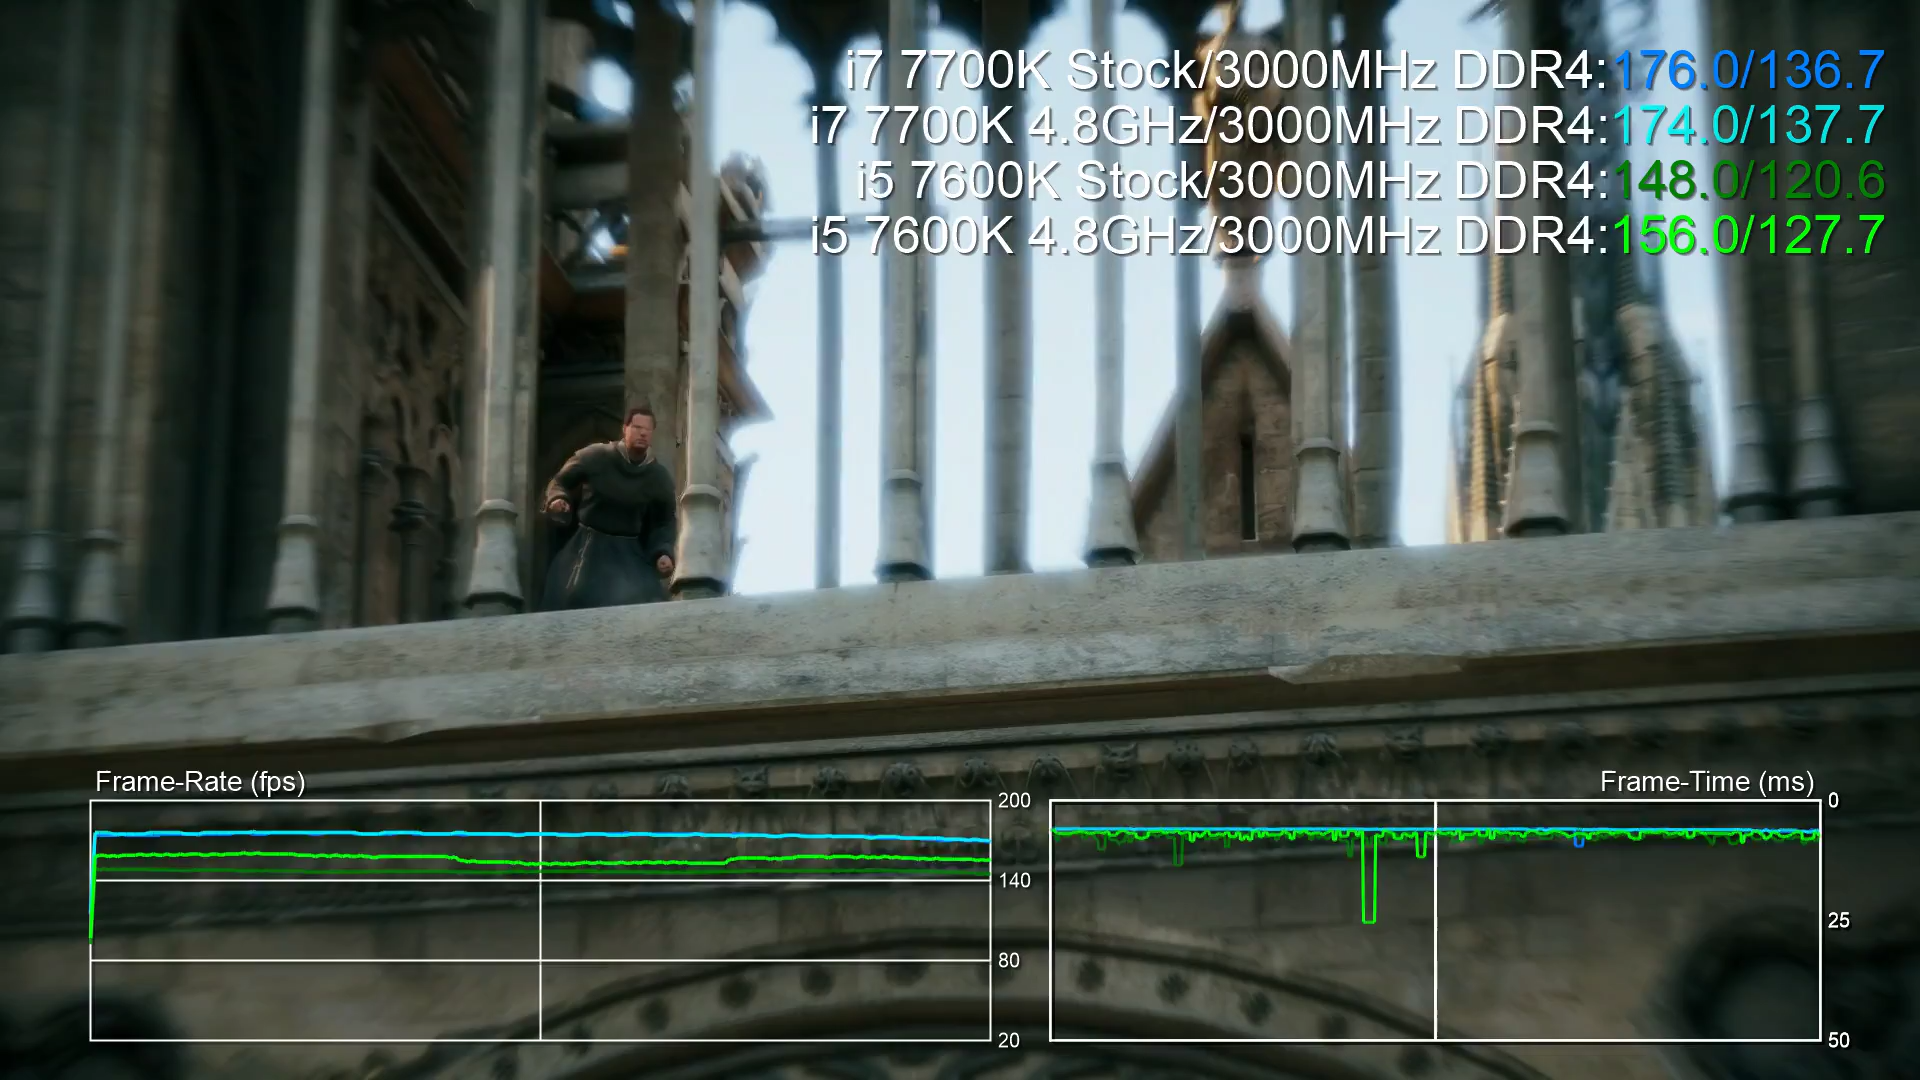 i7 7700K Stock/3000MHz DDR4:176.0/136.7
i7 7700K 4.8GHz/3000MHz DDR4:174.0/137.7
i5 7600K Stock/3000MHz DDR4:148.0/120.6
i5 7600K 4.8GHz/3000MHz DDR4:156.0/127.7
Frame-Rate (fps)
200
140
80
20
Frame-Time (ms)
0
25
50